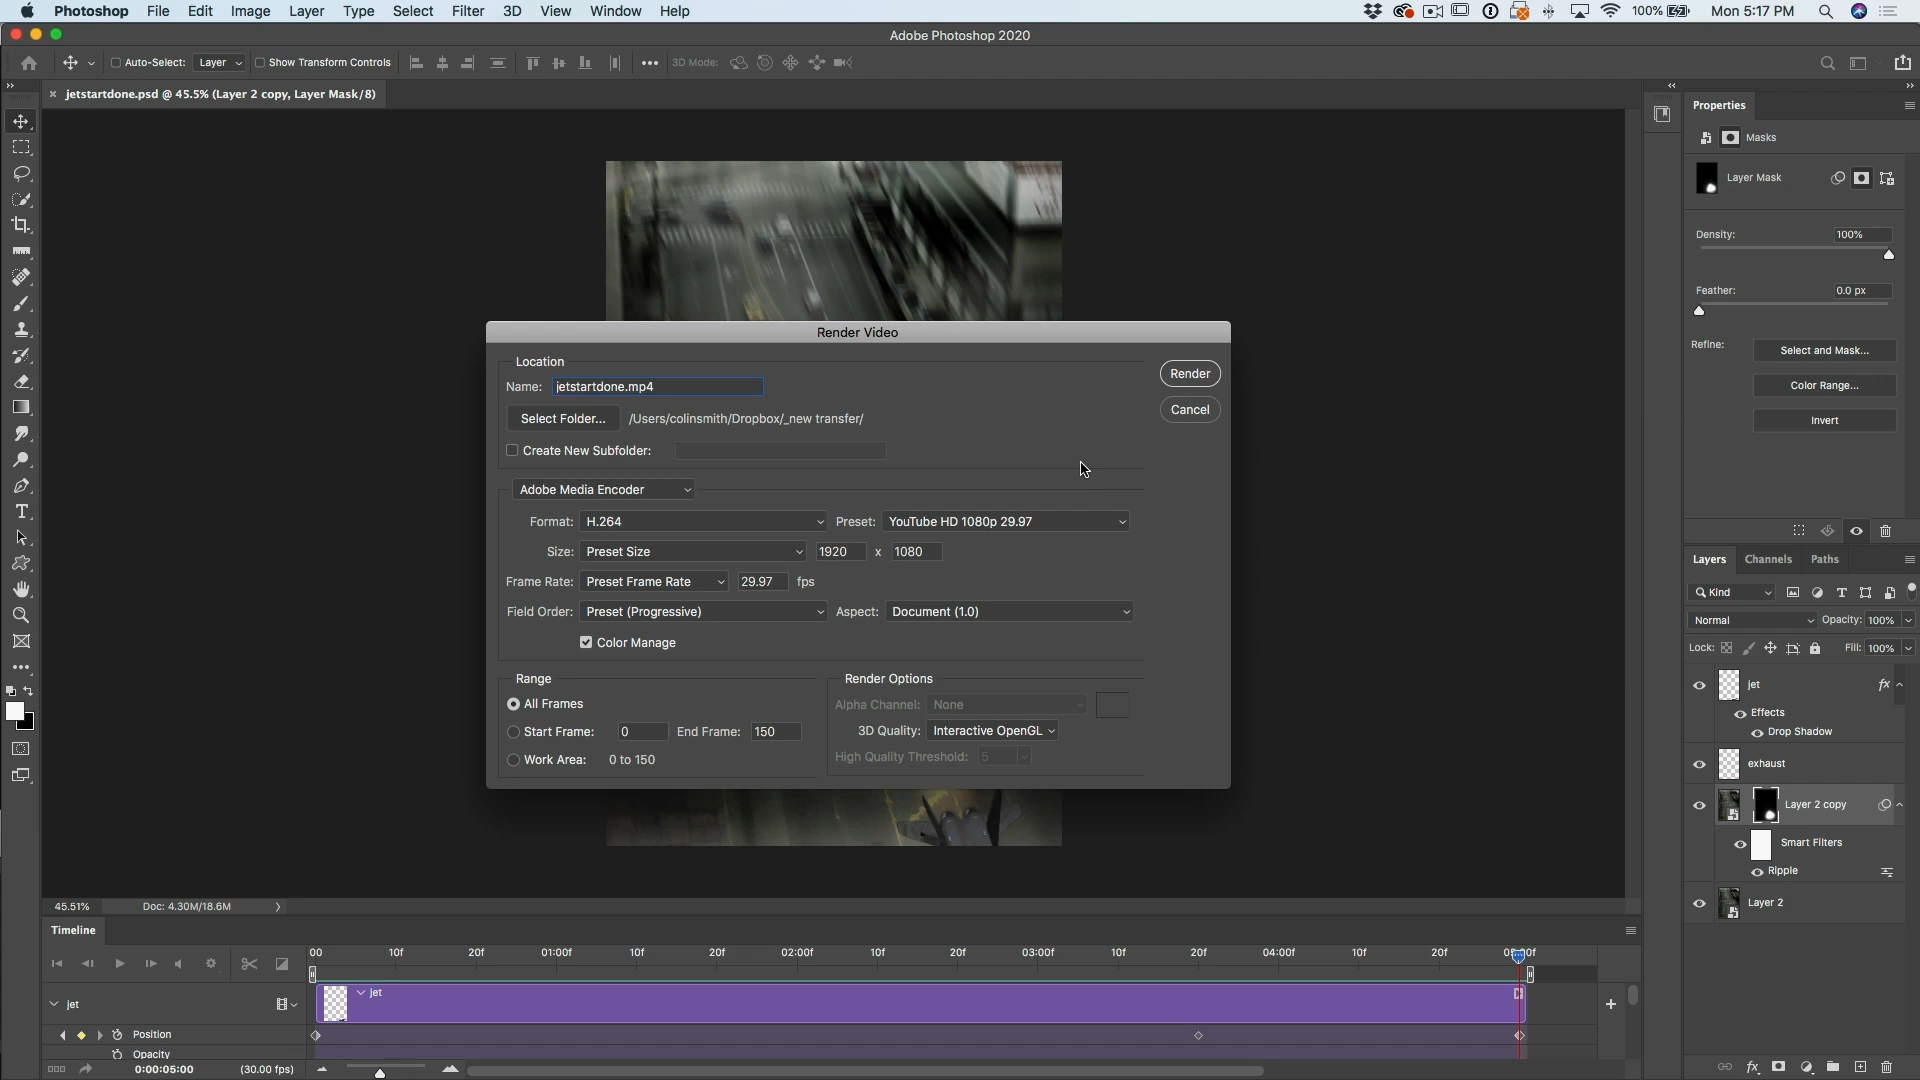 Photoshop File Edit Image Layer Type Select Filter 3D View Window Help 100% Mon 5:17 PM
Adobe Photoshop 2020
Auto-Select: Layer Show Transform Controls 3D Mode:
jetstartdone.psd @ 45.5% (Layer 2 copy, Layer Mask/8)
Properties
Masks
Layer Mask
Density: 100%
Feather: 0.0 px
Refine: Select and Mask...
Color Range...
Invert
Render Video
Location
Name: jetstartdone.mp4
Render
Select Folder... /Users/colinsmith/Dropbox/_new transfer/
Cancel
Create New Subfolder:
Adobe Media Encoder
Format: H.264 Preset: YouTube HD 1080p 29.97
Size: Preset Size 1920 x 1080
Frame Rate: Preset Frame Rate 29.97 fps
Field Order: Preset (Progressive) Aspect: Document (1.0)
Color Manage
Range
All Frames
Start Frame: 0 End Frame: 150
Work Area: 0 to 150
Render Options
Alpha Channel: None
3D Quality: Interactive OpenGL
High Quality Threshold: 5
Layers Channels Paths
Kind
Normal Opacity: 100%
Lock: Fill: 100%
jet fx
Effects
Drop Shadow
exhaust
Layer 2 copy
Smart Filters
Ripple
Layer 2
fx
45.51% Doc: 4.30M/18.6M
Timeline
00 10f 20f 01:00f 10f 20f 02:00f 10f 20f 03:00f 10f 20f 04:00f 10f 20f
jet jet
Position
Opacity
0:00:05:00 (30.00 fps)